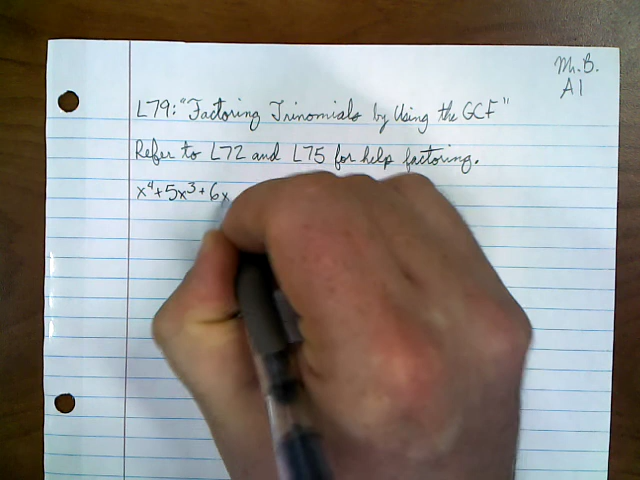 Mr. B.
A1
L79: "Factoring Trinomials by Using the GCF"
Refer to L72 and L75 for help factoring.
x⁴+5x³+6x